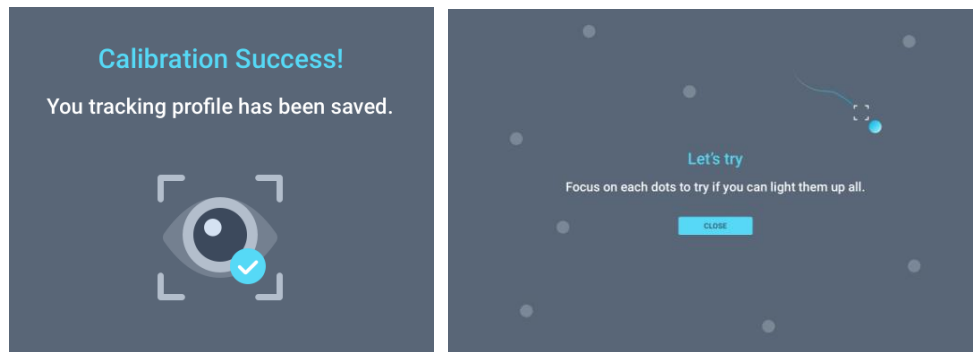 Calibration Success!
You tracking profile has been saved.
Let's try
Focus on each dots to try if you can light them up all.
CLOSE